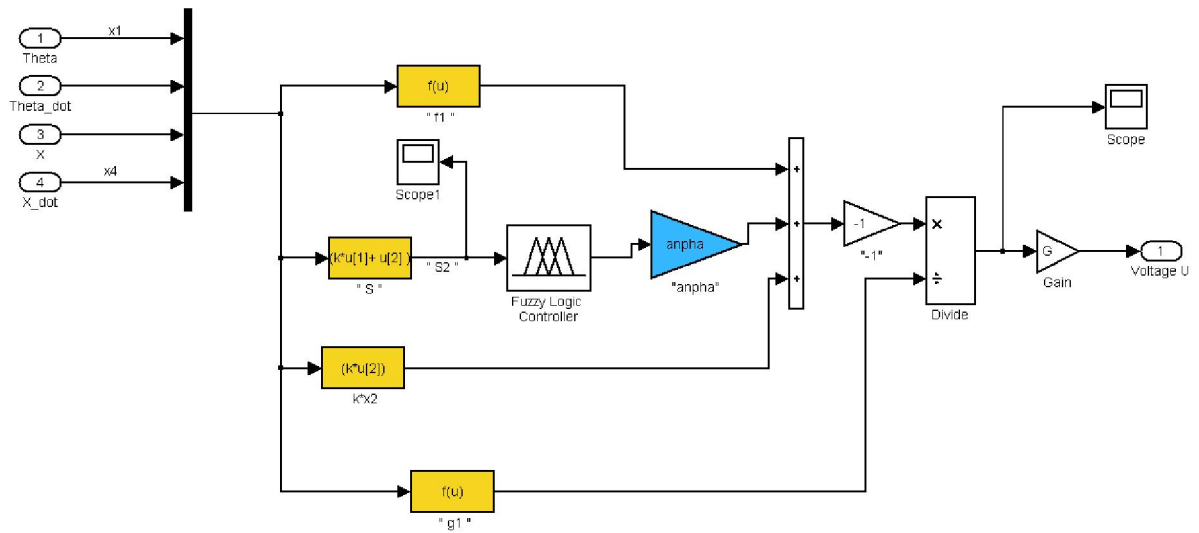 1
x1
Theta
2
Theta_dot
3
X
4
x4
X_dot
f(u)
" f1 "
Scope1
(k*u[1]+ u[2] )
" S "
" S2 "
Fuzzy Logic
Controller
anpha
"anpha"
(k*u[2])
k*x2
f(u)
" g1 "
+
+
+
-1
"-1"
×
÷
Divide
Scope
G
Gain
1
Voltage U